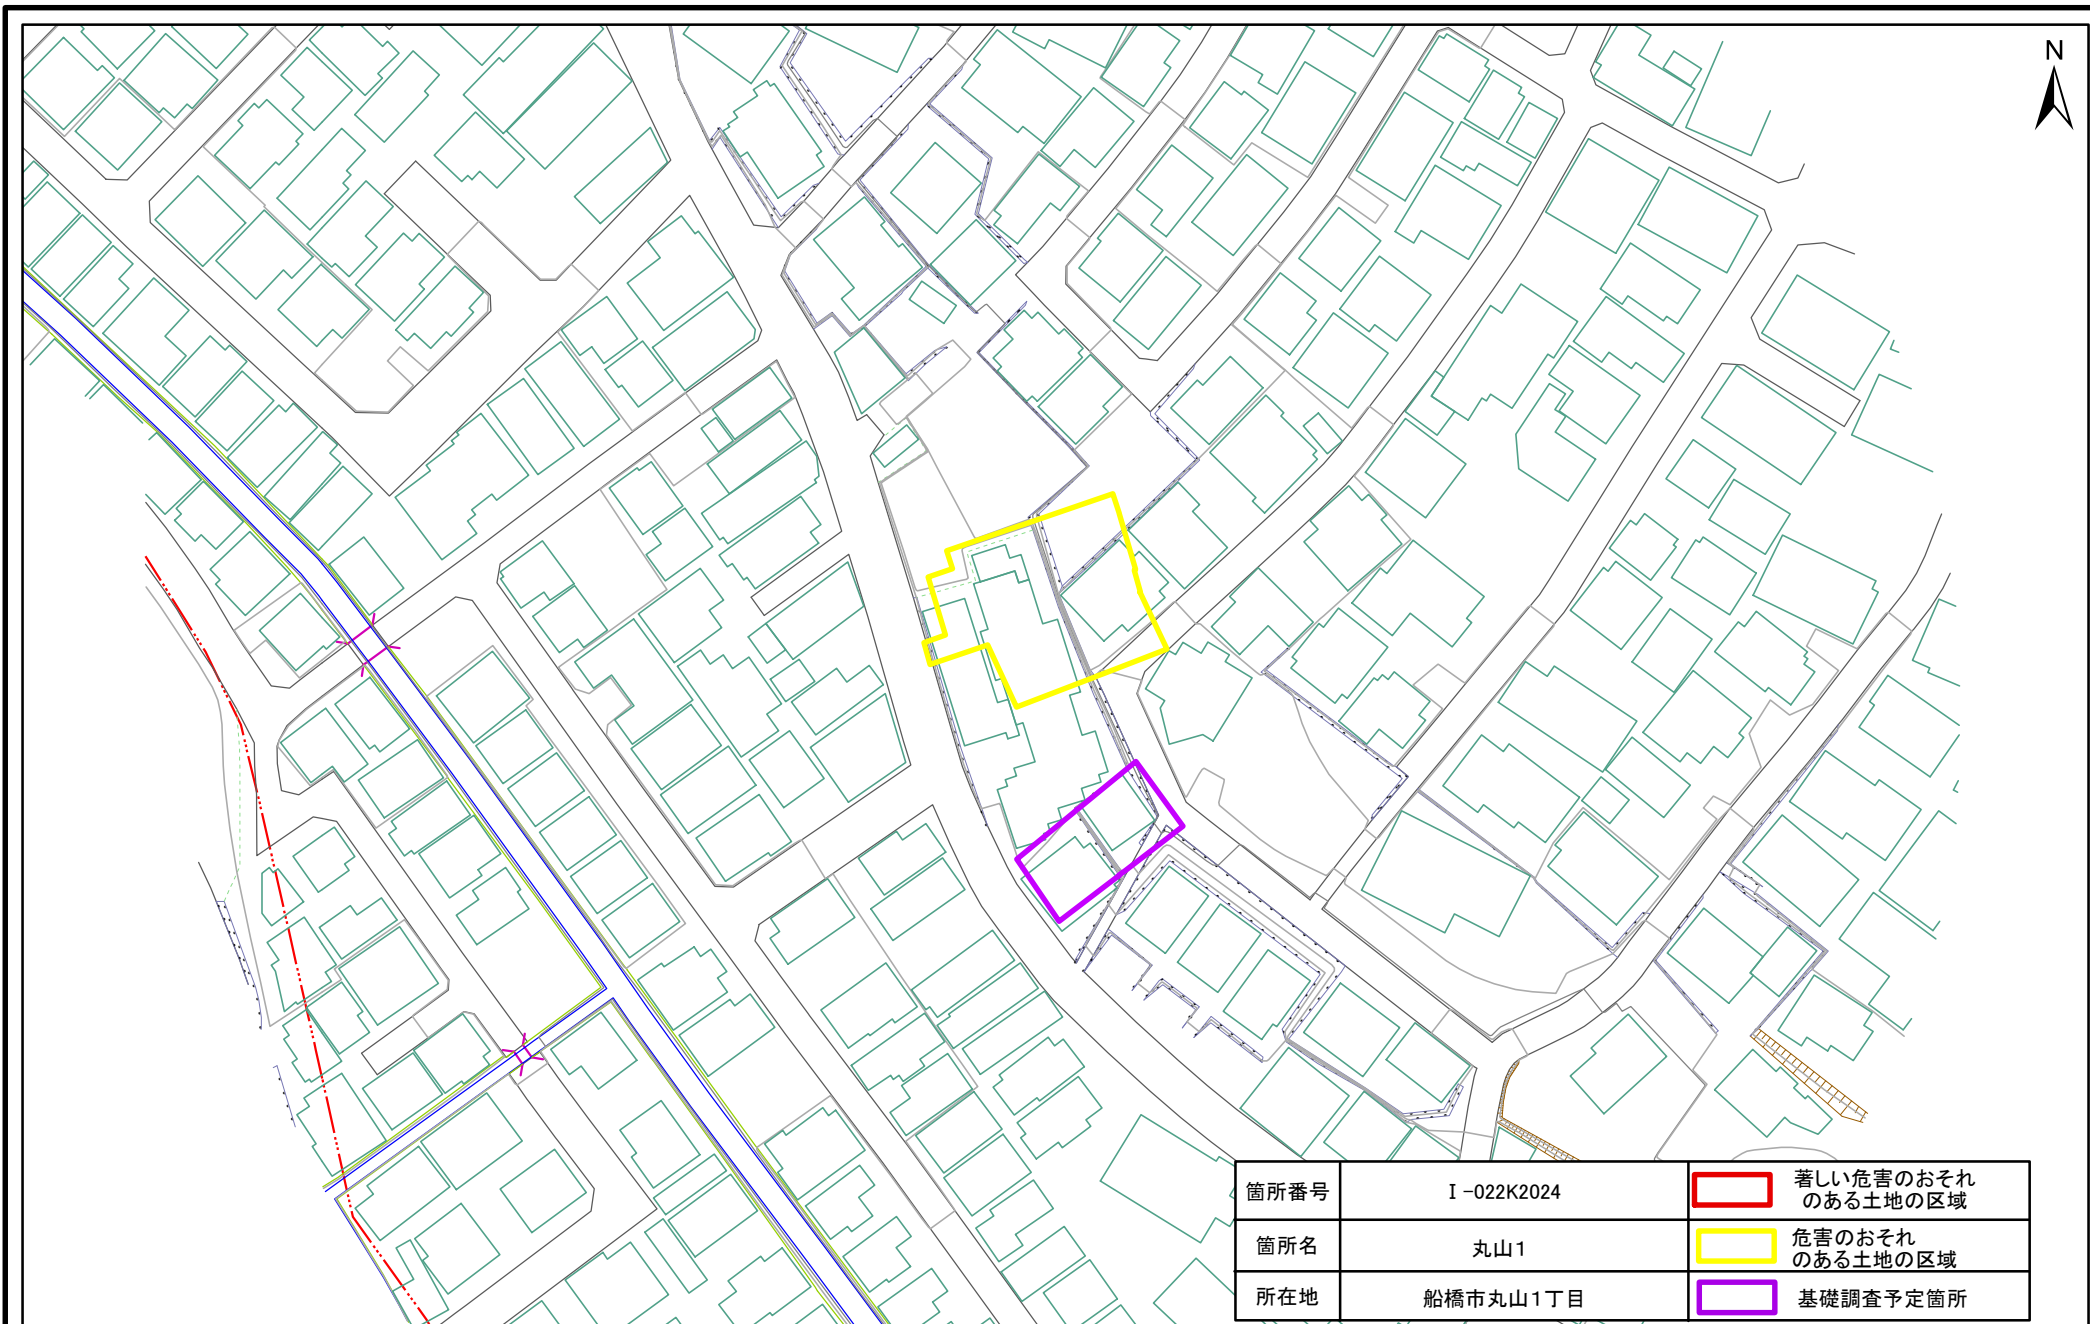 N
箇所番号
Ⅰ-022K2024
著しい危害のおそれ
のある土地の区域
箇所名
丸山1
危害のおそれ
のある土地の区域
所在地
船橋市丸山1丁目
基礎調査予定箇所